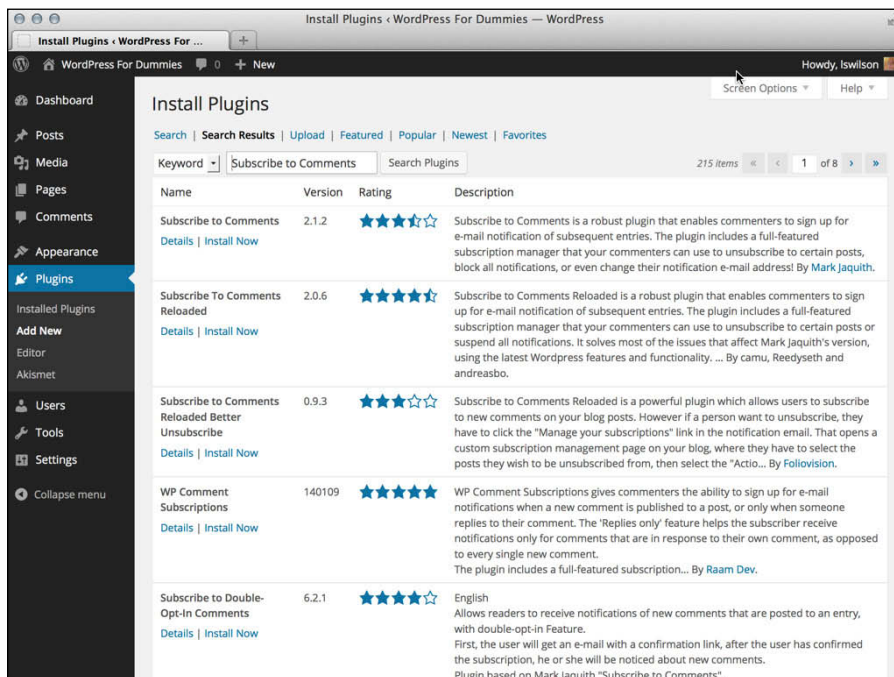 Install Plugins ‹ WordPress For Dummies — WordPress
Install Plugins ‹ WordPress For ...
WordPress For Dummies 0 + New
Howdy, lswilson
Dashboard
Posts
Media
Pages
Comments
Appearance
Plugins
Installed Plugins
Add New
Editor
Akismet
Users
Tools
Settings
Collapse menu
Screen Options
Help
Install Plugins
Search | Search Results | Upload | Featured | Popular | Newest | Favorites
Keyword
Subscribe to Comments
Search Plugins
215 items « ‹ 1 of 8 › »
Name Version Rating Description
Subscribe to Comments
Details | Install Now
2.1.2
Subscribe to Comments is a robust plugin that enables commenters to sign up for
e-mail notification of subsequent entries. The plugin includes a full-featured
subscription manager that your commenters can use to unsubscribe to certain posts,
block all notifications, or even change their notification e-mail address! By Mark Jaquith.
Subscribe To Comments
Reloaded
Details | Install Now
2.0.6
Subscribe to Comments Reloaded is a robust plugin that enables commenters to sign
up for e-mail notification of subsequent entries. The plugin includes a full-featured
subscription manager that your commenters can use to unsubscribe to certain posts or
suspend all notifications. It solves most of the issues that affect Mark Jaquith's version,
using the latest Wordpress features and functionality. ... By camu, Reedyseth and
andreasbo.
Subscribe to Comments
Reloaded Better
Unsubscribe
Details | Install Now
0.9.3
Subscribe to Comments Reloaded is a powerful plugin which allows users to subscribe
to new comments on your blog posts. However if a person want to unsubscribe, they
have to click the "Manage your subscriptions" link in the notification email. That opens a
custom subscription management page on your blog, where they have to select the
posts they wish to be unsubscribed from, then select the "Actio... By Foliovision.
WP Comment
Subscriptions
Details | Install Now
140109
WP Comment Subscriptions gives commenters the ability to sign up for e-mail
notifications when a new comment is published to a post, or only when someone
replies to their comment. The 'Replies only' feature helps the subscriber receive
notifications only for comments that are in response to their own comment, as opposed
to every single new comment.
The plugin includes a full-featured subscription... By Raam Dev.
Subscribe to Double-
Opt-In Comments
Details | Install Now
6.2.1
English
Allows readers to receive notifications of new comments that are posted to an entry,
with double-opt-in Feature.
First, the user will get an e-mail with a confirmation link, after the user has confirmed
the subscription, he or she will be noticed about new comments.
Plugin based on Mark Jaquith "Subscribe to Comments"